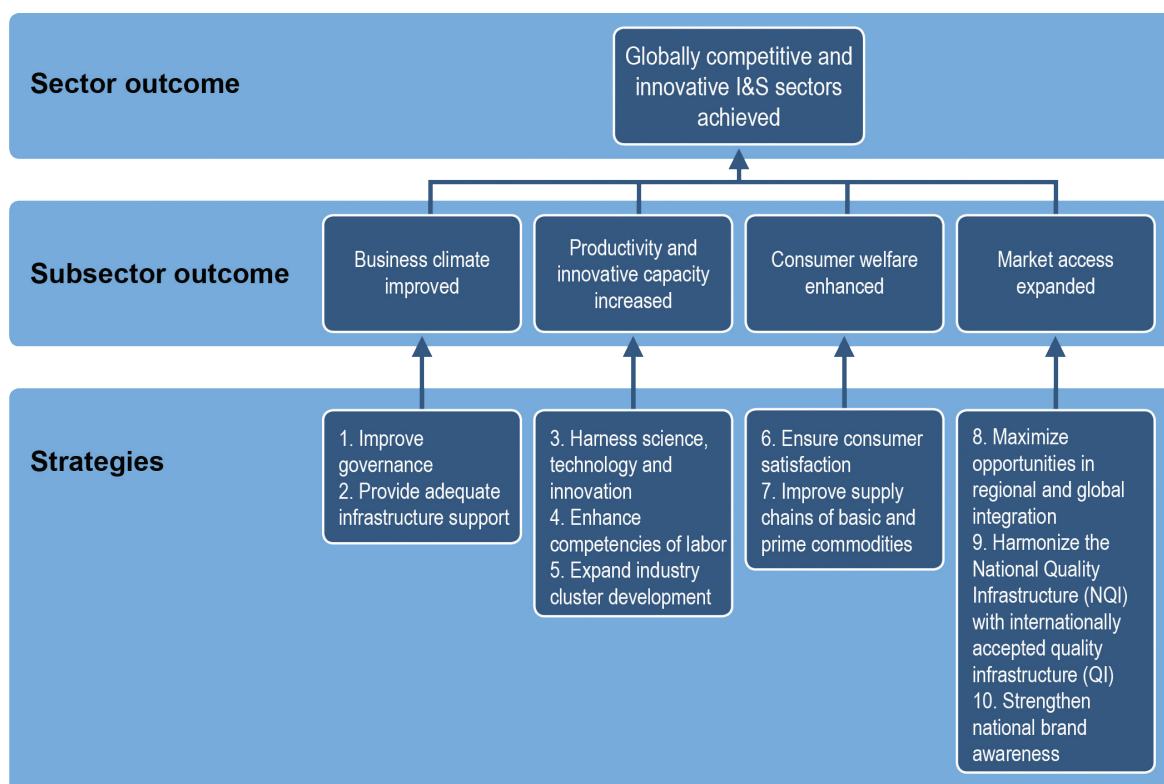 Sector outcome
Globally competitive and
innovative I&S sectors
achieved
Subsector outcome
Business climate
improved
Productivity and
innovative capacity
increased
Consumer welfare
enhanced
Market access
expanded
Strategies
1. Improve
governance
2. Provide adequate
infrastructure support
3. Harness science,
technology and
innovation
4. Enhance
competencies of labor
5. Expand industry
cluster development
6. Ensure consumer
satisfaction
7. Improve supply
chains of basic and
prime commodities
8. Maximize
opportunities in
regional and global
integration
9. Harmonize the
National Quality
Infrastructure (NQI)
with internationally
accepted quality
infrastructure (QI)
10. Strengthen
national brand
awareness